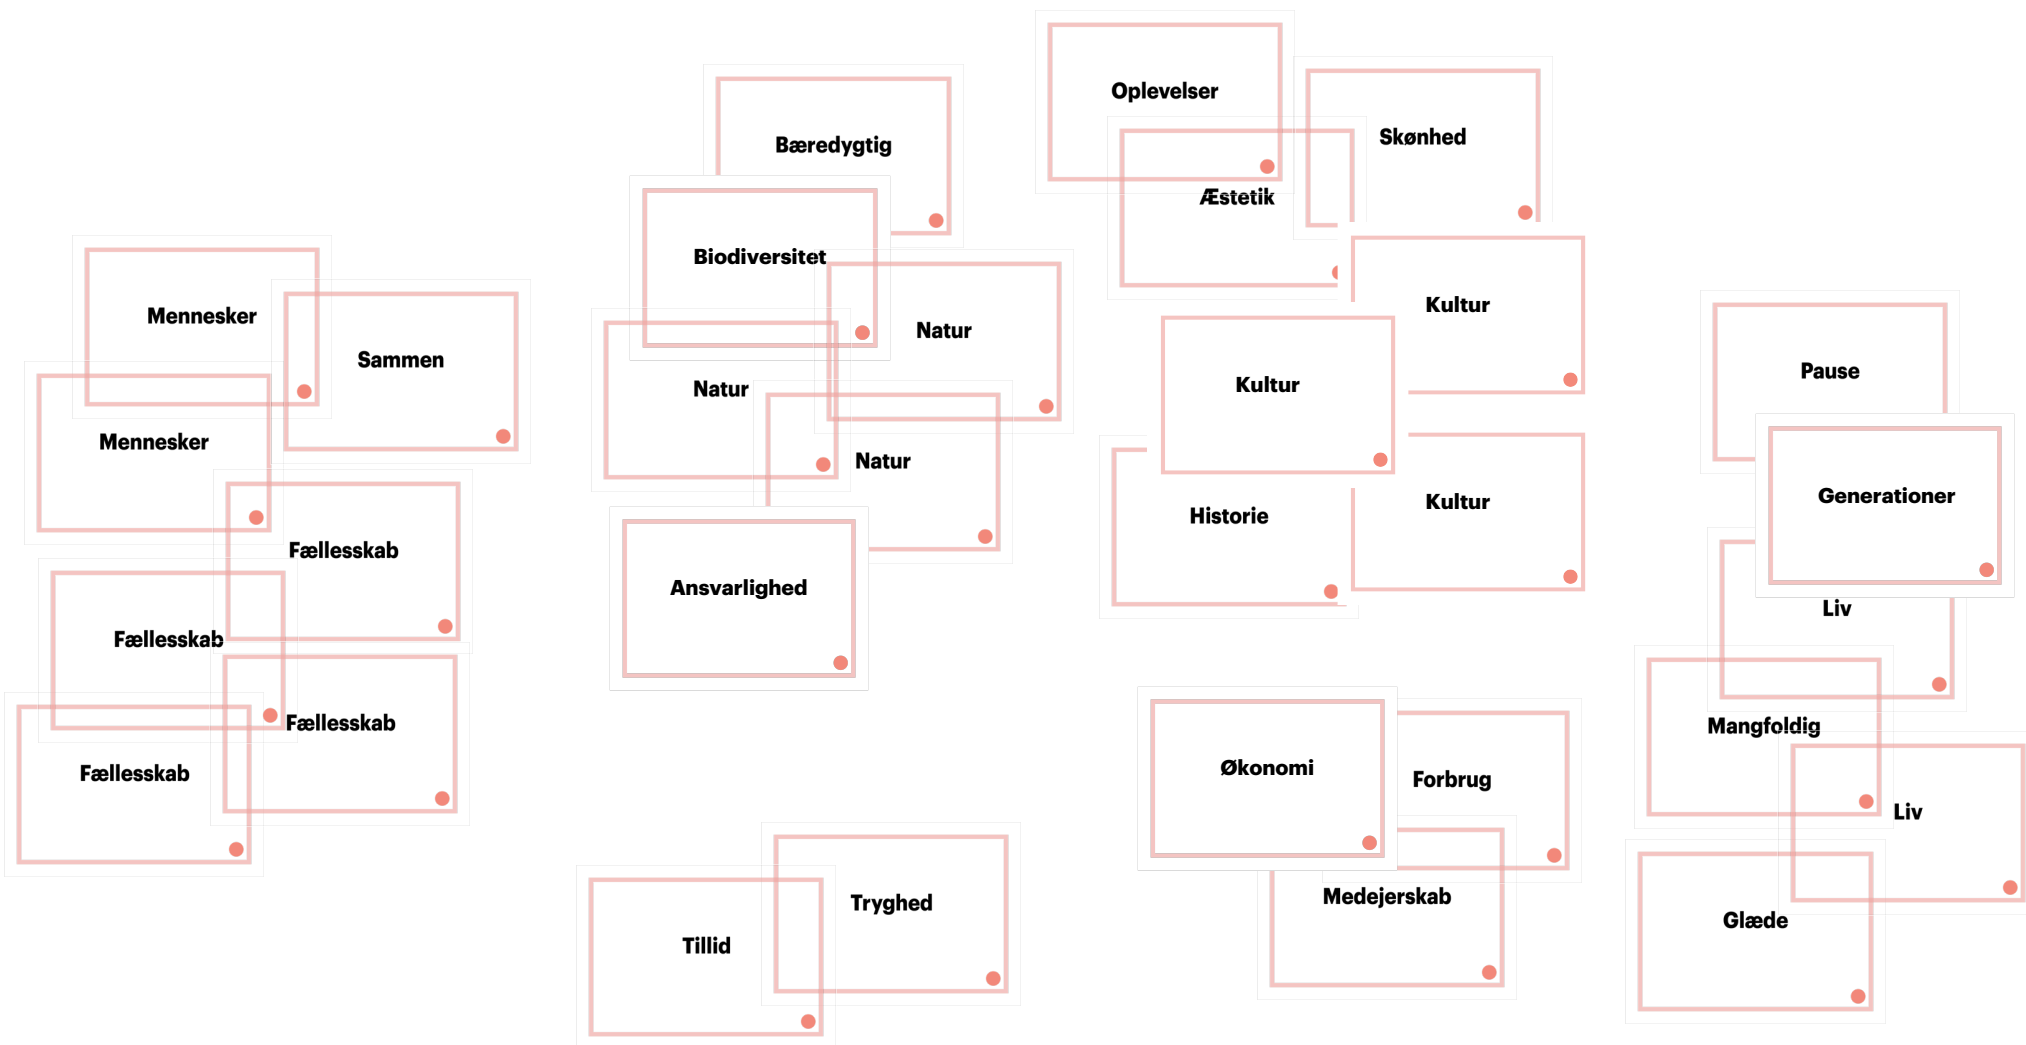 Mennesker
Sammen
Mennesker
Fællesskab
Fællesskab
Fællesskab
Fællesskab
Bæredygtig
Biodiversitet
Natur
Natur
Natur
Ansvarlighed
Tryghed
Tillid
Oplevelser
Skønhed
Æstetik
Kultur
Kultur
Kultur
Historie
Økonomi
Forbrug
Medejerskab
Pause
Generationer
Liv
Mangfoldig
Liv
Glæde